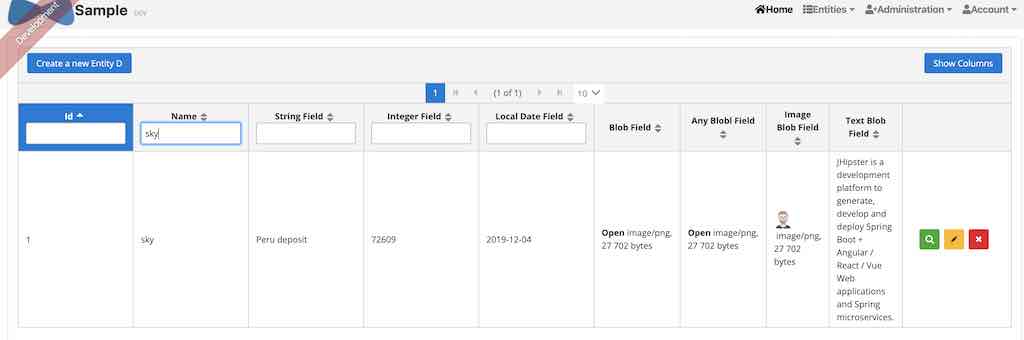 Sample DEV
Home Entities Administration Account
Development
Create a new Entity D
Show Columns
1 (1 of 1) 10
Id Name String Field Integer Field Local Date Field Blob Field Any Blobl Field Image Blob Field Text Blob Field
sky
1 sky Peru deposit 72609 2019-12-04
Open image/png,
27 702 bytes
Open image/png,
27 702 bytes
image/png,
27 702
bytes
JHipster is a
development
platform to
generate,
develop and
deploy Spring
Boot +
Angular /
React / Vue
Web
applications
and Spring
microservices.